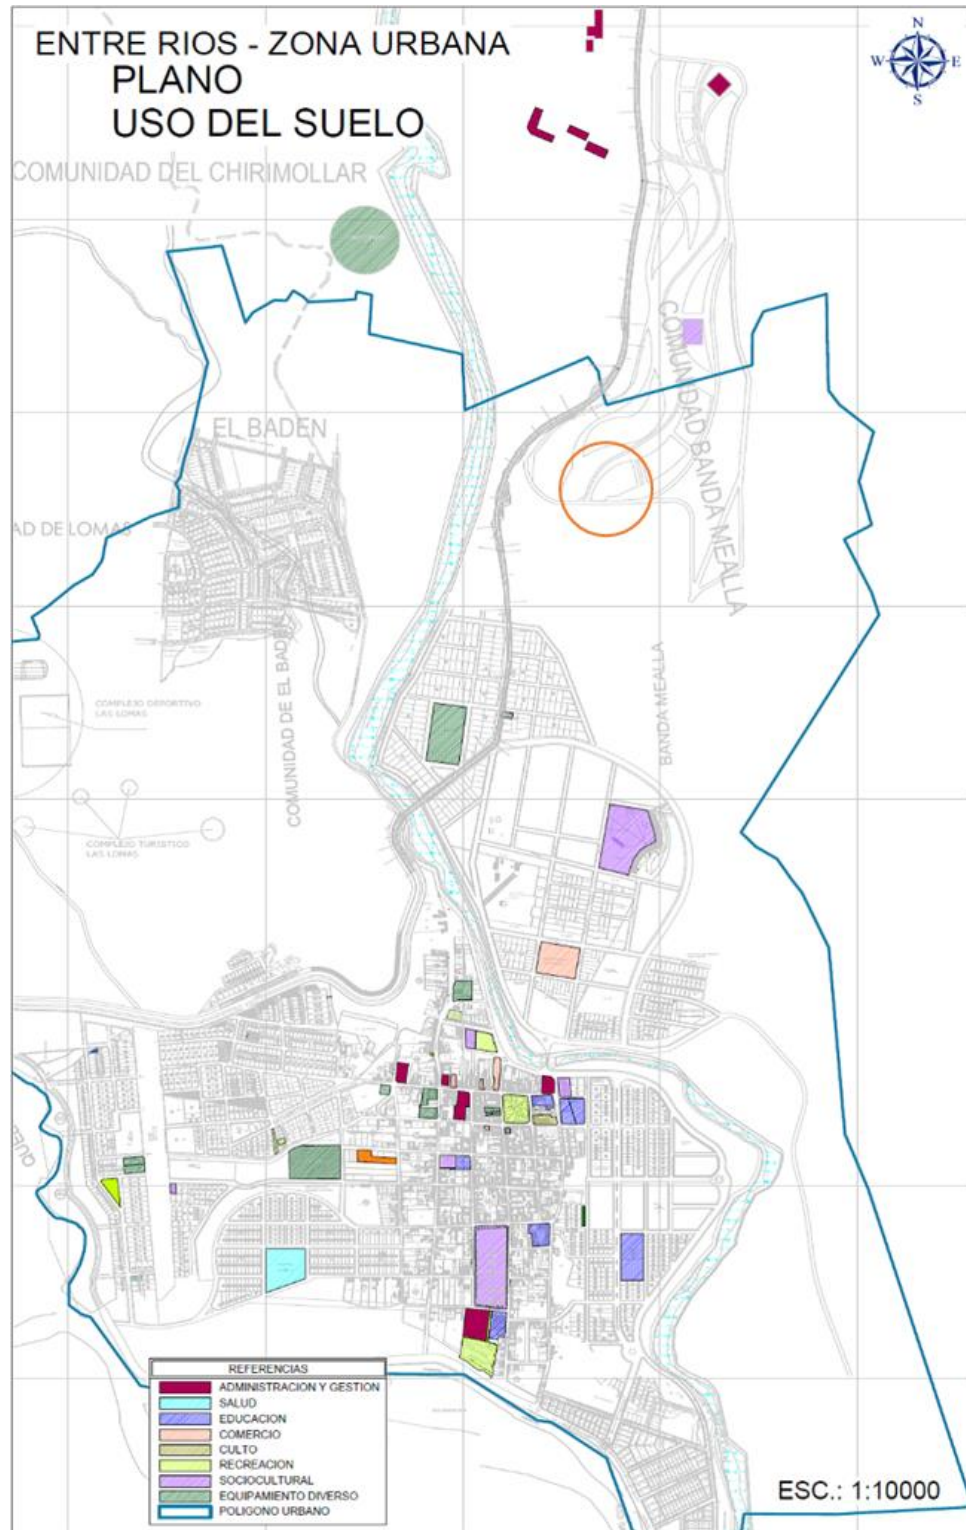 ENTRE RIOS - ZONA URBANA
PLANO
USO DEL SUELO
N
W
E
S
COMUNIDAD DEL CHIRIMOLLAR
COMUNIDAD BANDA MEALLA
EL BADEN
AD DE LOMAS
COMUNIDAD DE EL BADEN
BANDA MEALLA
COMPLEJO DEPORTIVO
LAS LOMAS
COMPLEJO TURISTICO
LAS LOMAS
QUE
REFERENCIAS
ADMINISTRACION Y GESTION
SALUD
EDUCACION
COMERCIO
CULTO
RECREACION
SOCIOCULTURAL
EQUIPAMIENTO DIVERSO
POLIGONO URBANO
ESC.: 1:10000